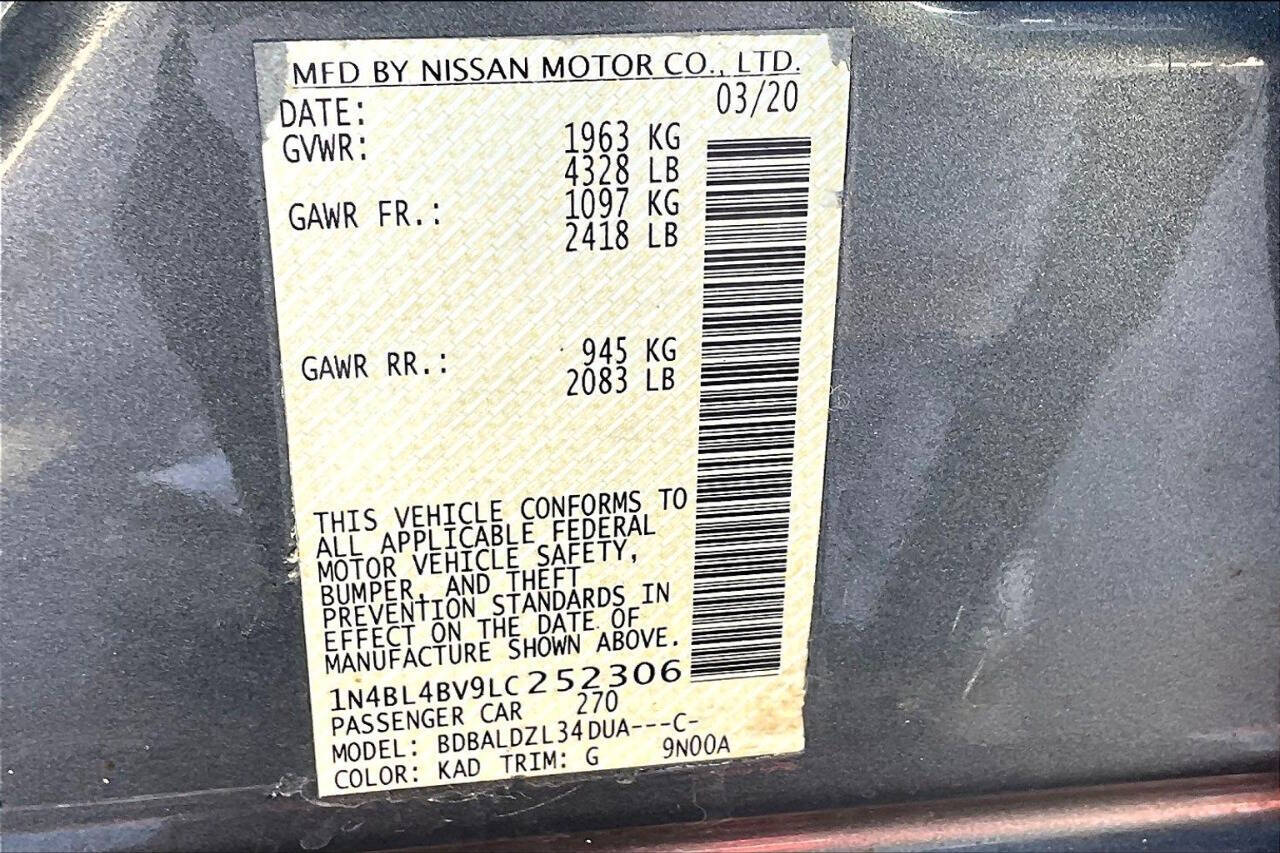 MFD BY NISSAN MOTOR CO., LTD.
DATE: 03/20
GVWR: 1963 KG
4328 LB
GAWR FR.: 1097 KG
2418 LB
GAWR RR.: 945 KG
2083 LB
THIS VEHICLE CONFORMS TO
ALL APPLICABLE FEDERAL
MOTOR VEHICLE SAFETY,
BUMPER, AND THEFT
PREVENTION STANDARDS IN
EFFECT ON THE DATE OF
MANUFACTURE SHOWN ABOVE.
1N4BL4BV9LC252306
PASSENGER CAR 270
MODEL: BDBALDZL34DUA---C-
COLOR: KAD TRIM: G 9N00A